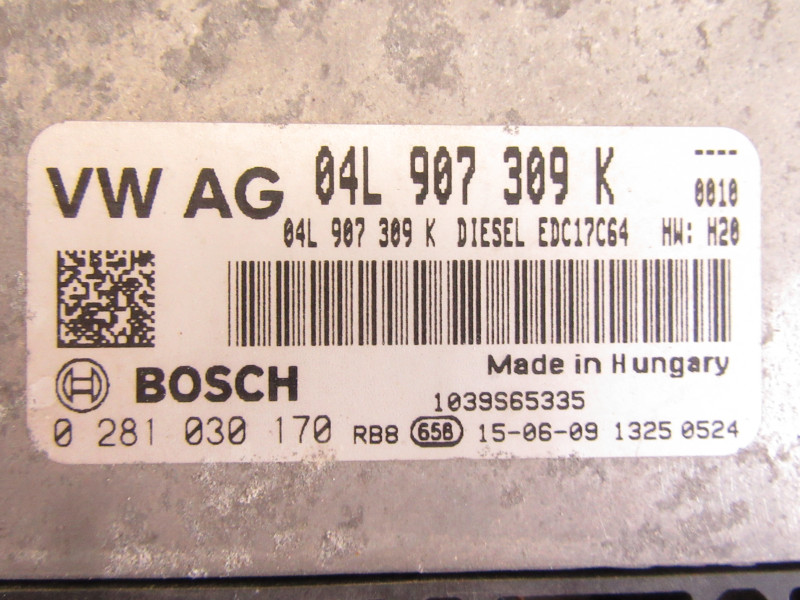 VW AG 04L 907 309 K ----
0010
04L 907 309 K DIESEL EDC17C64 HW: H20
Made in Hungary
BOSCH
1039S65335
0 281 030 170 RB8 656 15-06-09 1325 0524